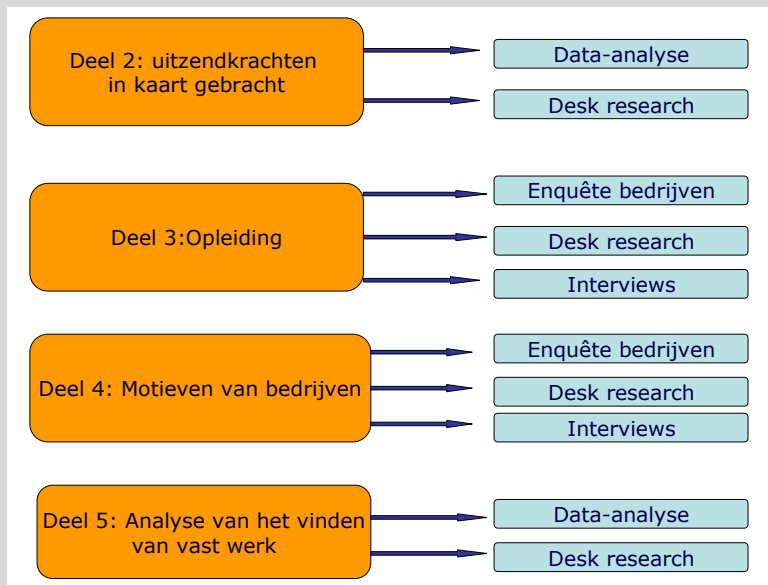 Deel 2: uitzendkrachten
in kaart gebracht
Data-analyse
Desk research
Deel 3:Opleiding
Enquête bedrijven
Desk research
Interviews
Deel 4: Motieven van bedrijven
Enquête bedrijven
Desk research
Interviews
Deel 5: Analyse van het vinden
van vast werk
Data-analyse
Desk research